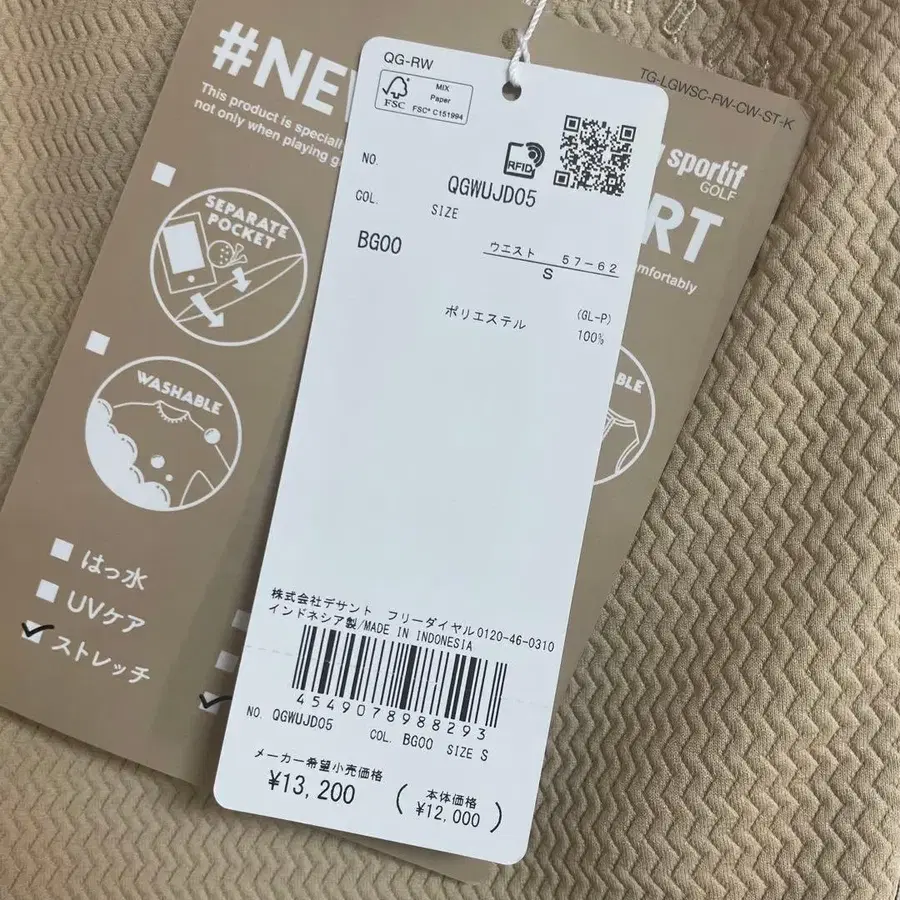 #NE
This product is speciall
not only when playing g
SEPARATE
POCKET
WASHABLE
はっ水
UVケア
ストレッチ
TG-LGWSC-FW-CW-ST-K
sportif
GOLF
RT
mfortably
BLE
QG-RW
FSC
MIX
Paper
FSC® C151994
RFID
NO. QGWUJD05
COL. SIZE
BG00 ウエスト 57-62
S
ポリエステル (GL-P)
100%
株式会社デサント フリーダイヤル0120-46-0310
インドネシア製/MADE IN INDONESIA
4549078988293
NO. QGWUJD05 COL. BG00 SIZE S
メーカー希望小売価格
¥13,200 (本体価格 ¥12,000)